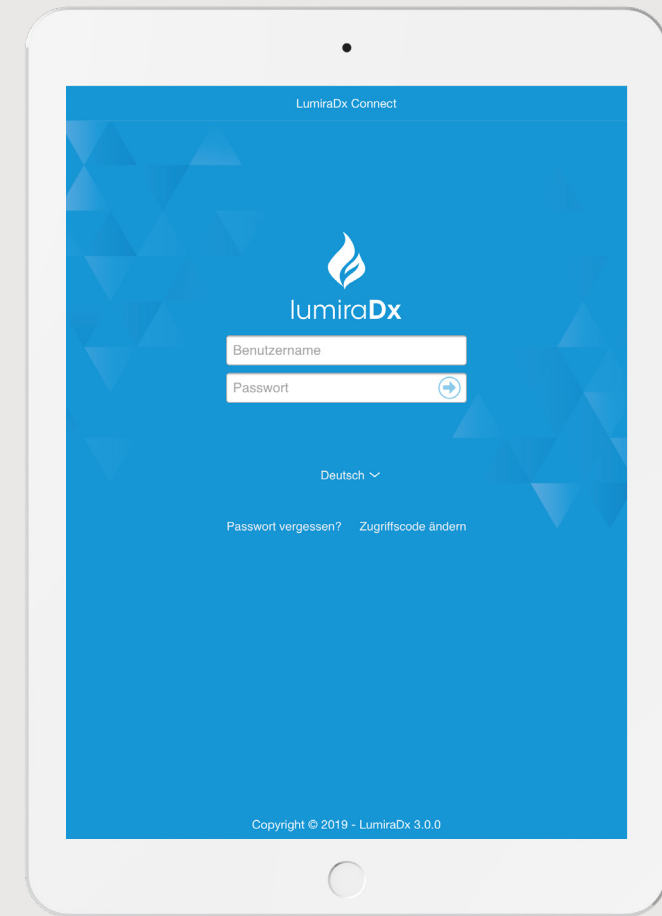 LumiraDx Connect
lumiraDx
Benutzername
Passwort
Deutsch
Passwort vergessen? Zugriffscode ändern
Copyright © 2019 - LumiraDx 3.0.0